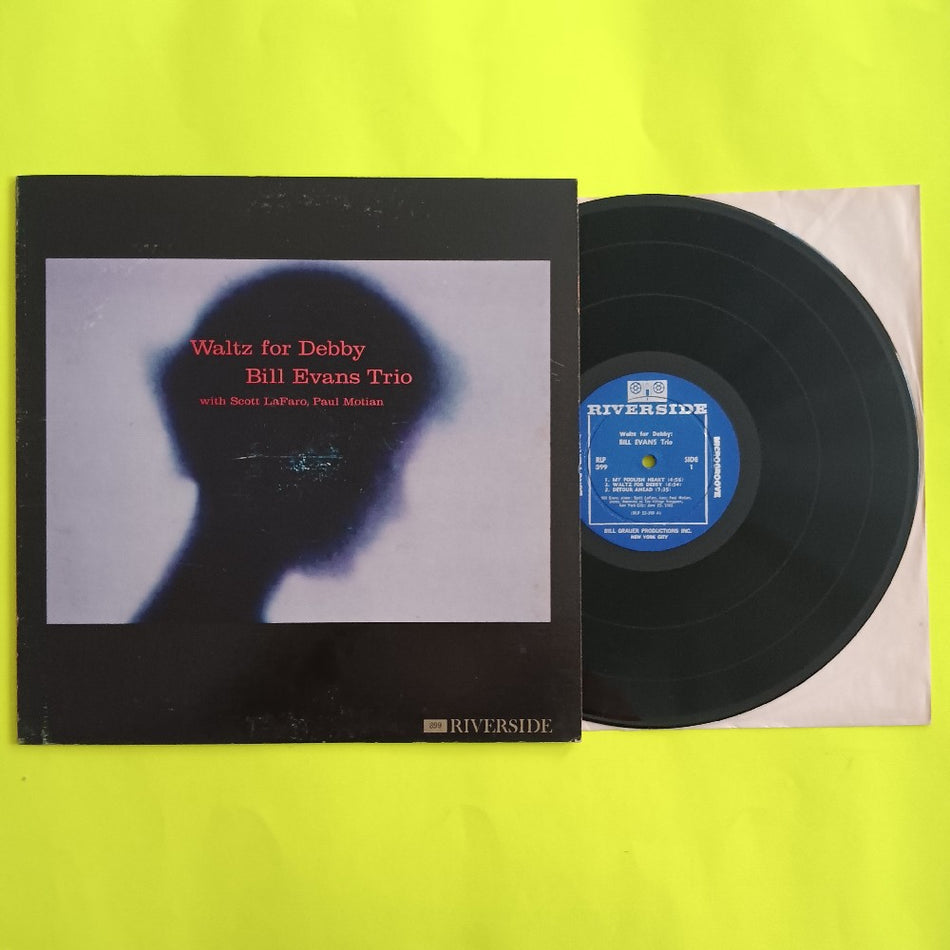 Waltz for Debby
Bill Evans Trio
with Scott LaFaro, Paul Motian
399 RIVERSIDE
RIVERSIDE
Waltz for Debby:
BILL EVANS Trio
RLP
399
SIDE
1
MICROGROOVE
1. MY FOOLISH HEART (4:56)
2. WALTZ FOR DEBBY (6:54)
3. DETOUR AHEAD (7:35)
BILL GRAUER PRODUCTIONS INC.
NEW YORK CITY